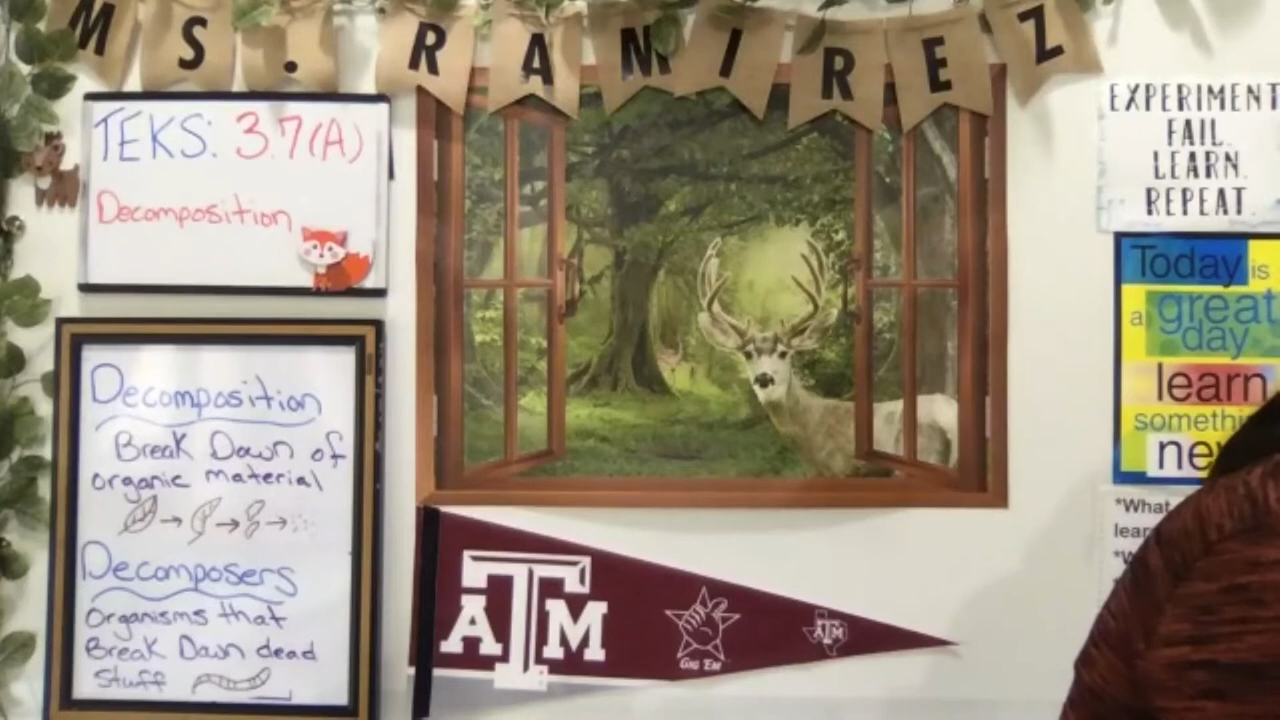 MS. RAMIREZ
TEKS: 3.7(A)
Decomposition
Decomposition
Break Down of
organic material
Decomposers
Organisms that
Break Down dead
stuff
ATM
GIG 'EM
ATM
EXPERIMENT
FAIL.
LEARN.
REPEAT.
Today is
a great
day
learn
somethi
ne
*What
lear